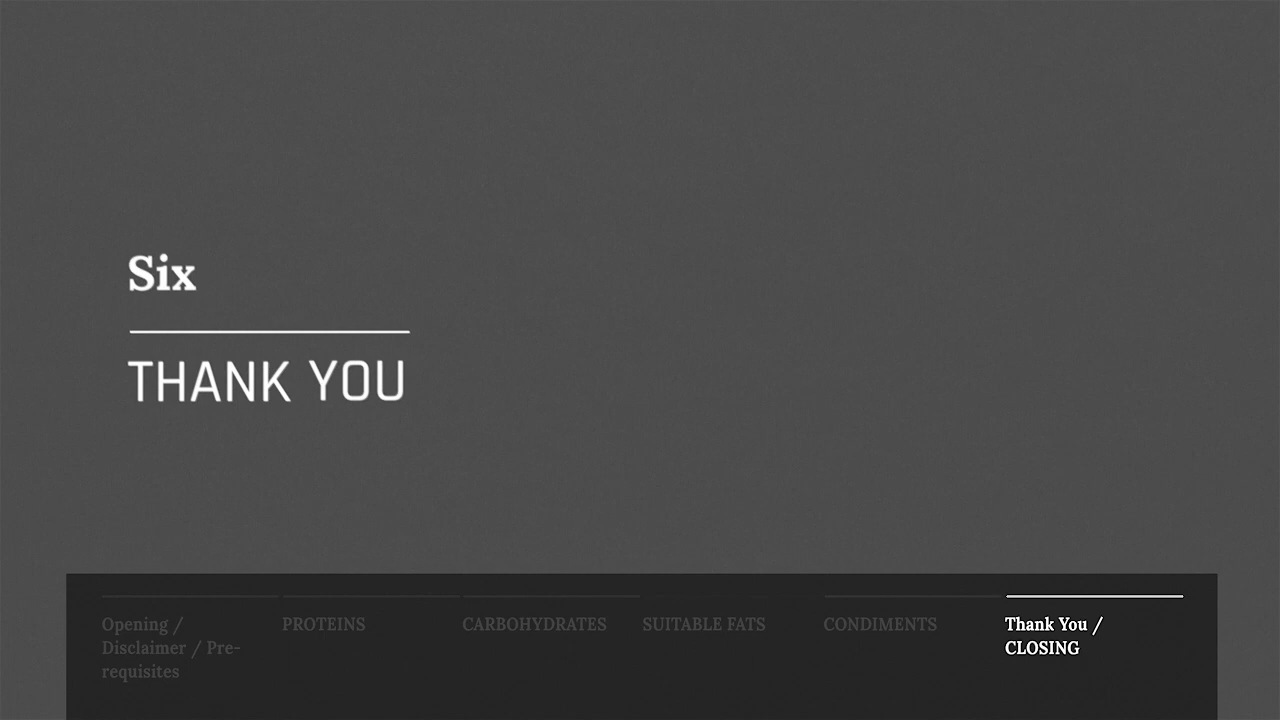 Six
THANK YOU
Opening /
Disclaimer / Pre-
requisites
PROTEINS
CARBOHYDRATES
SUITABLE FATS
CONDIMENTS
Thank You /
CLOSING